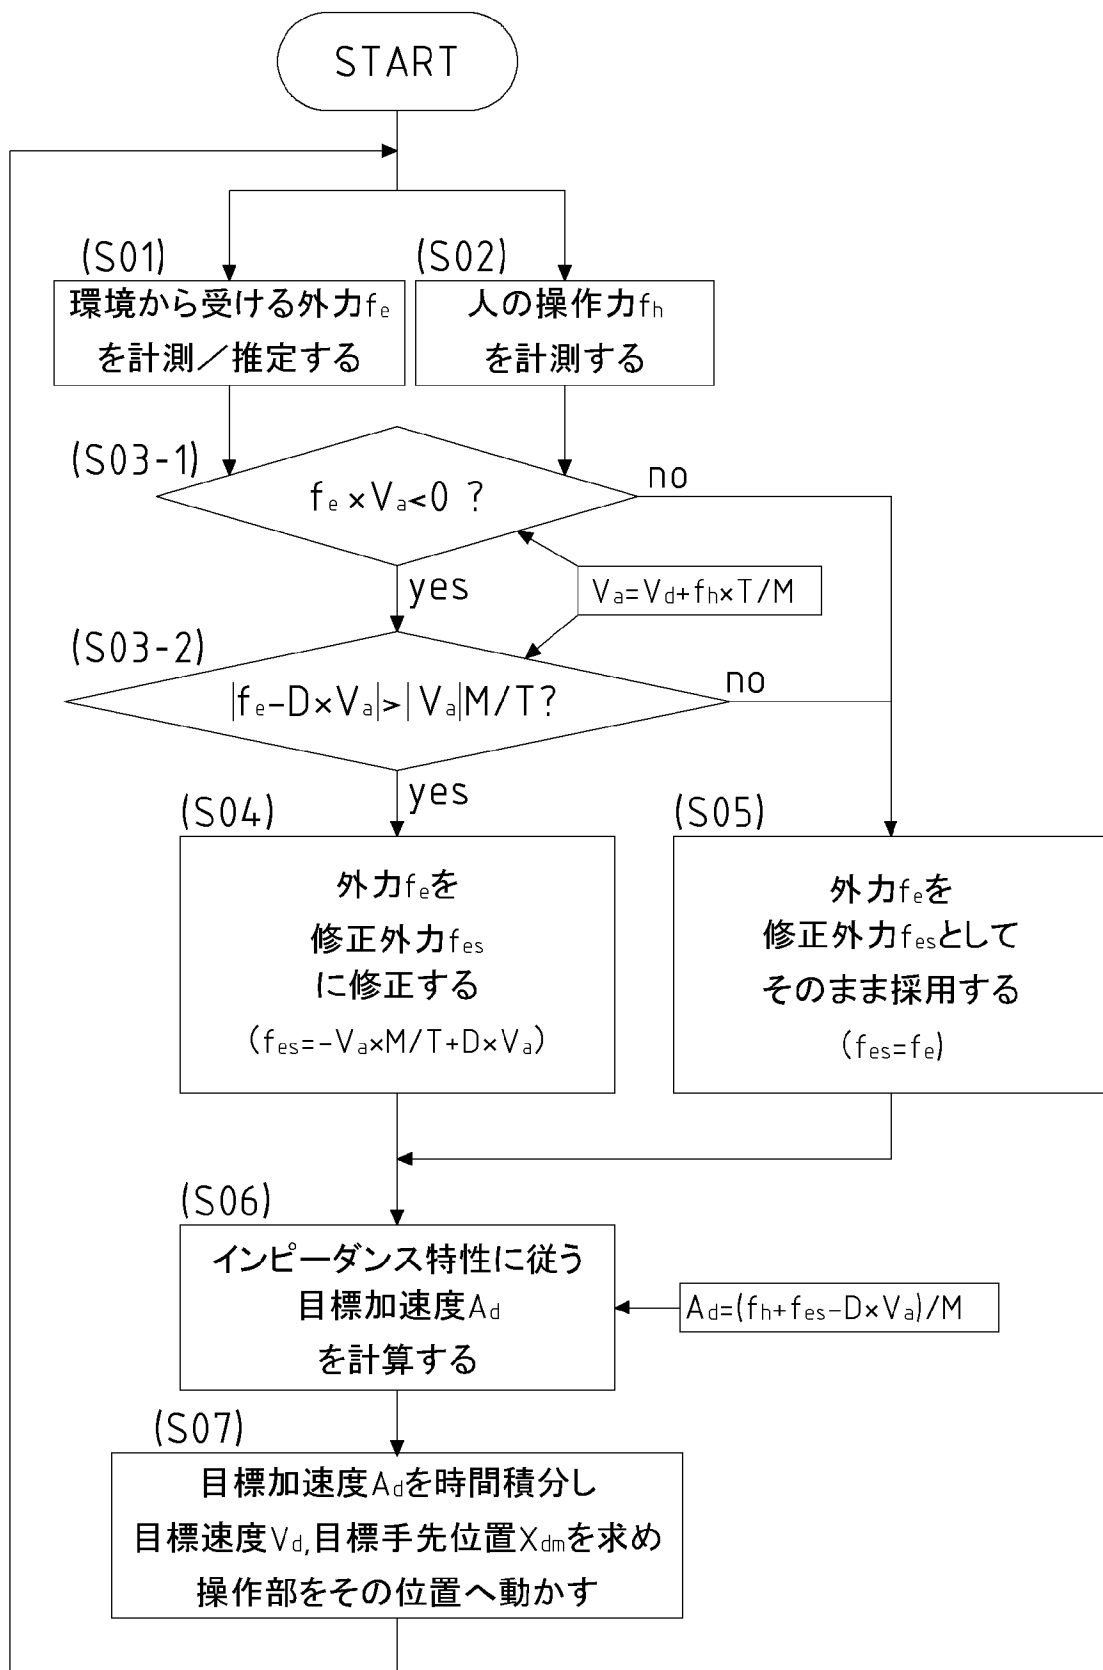 START
(S01)
環境から受ける外力fe
を計測／推定する
(S02)
人の操作力fh
を計測する
(S03-1)
fe×Va<0 ?
no
yes
Va=Vd+fh×T/M
(S03-2)
|fe-D×Va|>|Va|M/T?
no
yes
(S04)
外力feを
修正外力fes
に修正する
(fes=-Va×M/T+D×Va)
(S05)
外力feを
修正外力fesとして
そのまま採用する
(fes=fe)
(S06)
インピーダンス特性に従う
目標加速度Ad
を計算する
Ad=(fh+fes-D×Va)/M
(S07)
目標加速度Adを時間積分し
目標速度Vd,目標手先位置Xdmを求め
操作部をその位置へ動かす